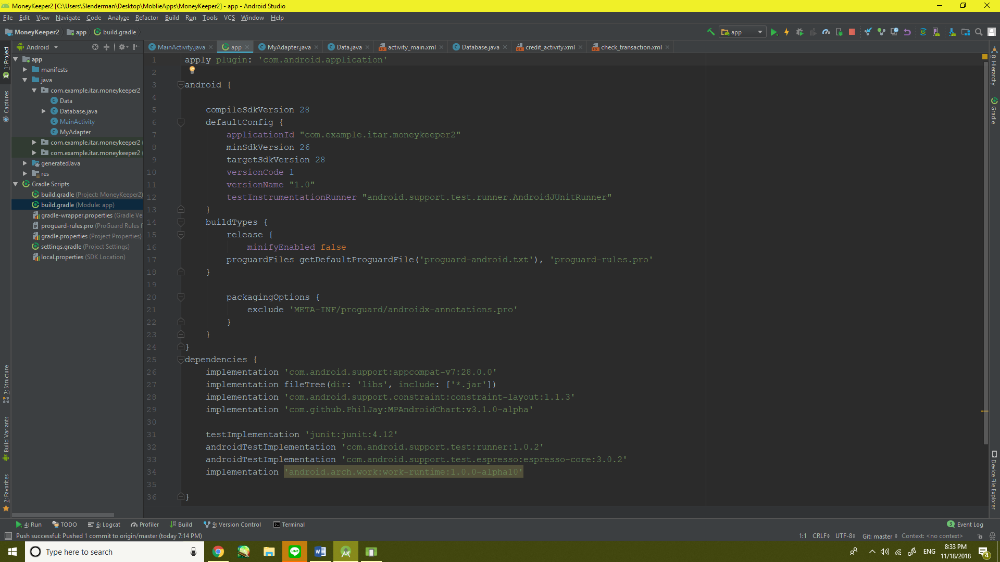 MoneyKeeper2 [C:\Users\Slenderman\Desktop\MoblieApps\MoneyKeeper2] - app - Android Studio
File Edit View Navigate Code Analyze Refactor Build Run Tools VCS Window Help
MoneyKeeper2 app build.gradle
app
Android
MainActivity.java app MyAdapter.java Data.java activity_main.xml Database.java credit_activity.xml check_transaction.xml
1: Project
Captures
7: Structure
Build Variants
2: Favorites
app
manifests
java
com.example.itar.moneykeeper2
Data
Database.java
MainActivity
MyAdapter
com.example.itar.moneykeeper2 (
com.example.itar.moneykeeper2 (
generatedJava
res
Gradle Scripts
build.gradle (Project: MoneyKeeper2)
build.gradle (Module: app)
gradle-wrapper.properties (Gradle Ve
proguard-rules.pro (ProGuard Rules f
gradle.properties (Project Properties)
settings.gradle (Project Settings)
local.properties (SDK Location)
1 apply plugin: 'com.android.application'
2
3 android {
4
5 compileSdkVersion 28
6 defaultConfig {
7 applicationId "com.example.itar.moneykeeper2"
8 minSdkVersion 26
9 targetSdkVersion 28
10 versionCode 1
11 versionName "1.0"
12 testInstrumentationRunner "android.support.test.runner.AndroidJUnitRunner"
13 }
14 buildTypes {
15 release {
16 minifyEnabled false
17 proguardFiles getDefaultProguardFile('proguard-android.txt'), 'proguard-rules.pro'
18 }
19
20 packagingOptions {
21 exclude 'META-INF/proguard/androidx-annotations.pro'
22 }
23 }
24 }
25 dependencies {
26 implementation 'com.android.support:appcompat-v7:28.0.0'
27 implementation fileTree(dir: 'libs', include: ['*.jar'])
28 implementation 'com.android.support.constraint:constraint-layout:1.1.3'
29 implementation 'com.github.PhilJay:MPAndroidChart:v3.1.0-alpha'
30
31 testImplementation 'junit:junit:4.12'
32 androidTestImplementation 'com.android.support.test:runner:1.0.2'
33 androidTestImplementation 'com.android.support.test.espresso:espresso-core:3.0.2'
34 implementation 'android.arch.work:work-runtime:1.0.0-alpha10'
35
36 }
8: Hierarchy
Gradle
Device File Explorer
4: Run TODO 6: Logcat Profiler Build 9: Version Control Terminal 3 Event Log
Push successful: Pushed 1 commit to origin/master (today 7:14 PM) 1:1 CRLF UTF-8 Git: master Context: <no context>
Type here to search
LINE
ENG
8:33 PM
11/18/2018
4